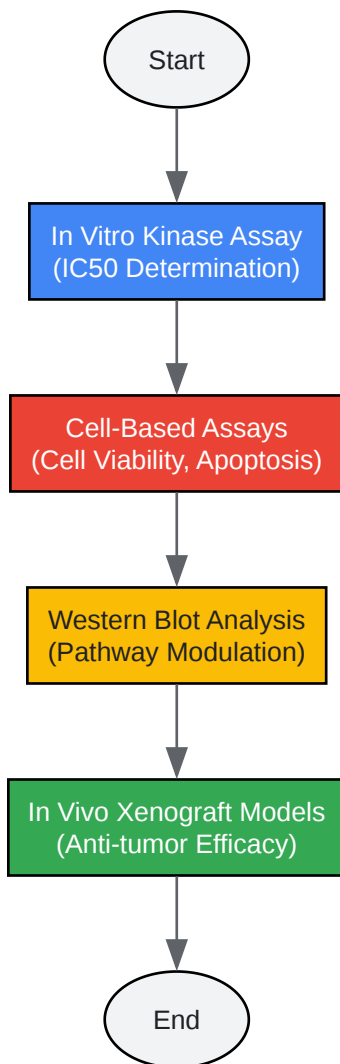 Start
In Vitro Kinase Assay
(IC50 Determination)
Cell-Based Assays
(Cell Viability, Apoptosis)
Western Blot Analysis
(Pathway Modulation)
In Vivo Xenograft Models
(Anti-tumor Efficacy)
End